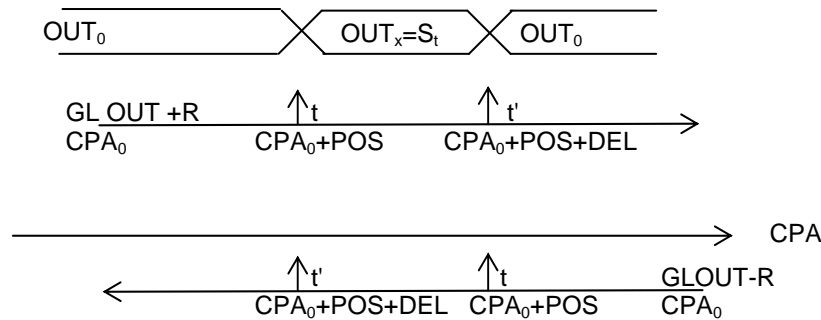 OUT₀ OUTₓ=Sₜ OUT₀
GL OUT +R t t'
CPA₀ CPA₀+POS CPA₀+POS+DEL
CPA
t' t GLOUT-R
CPA₀+POS+DEL CPA₀+POS CPA₀